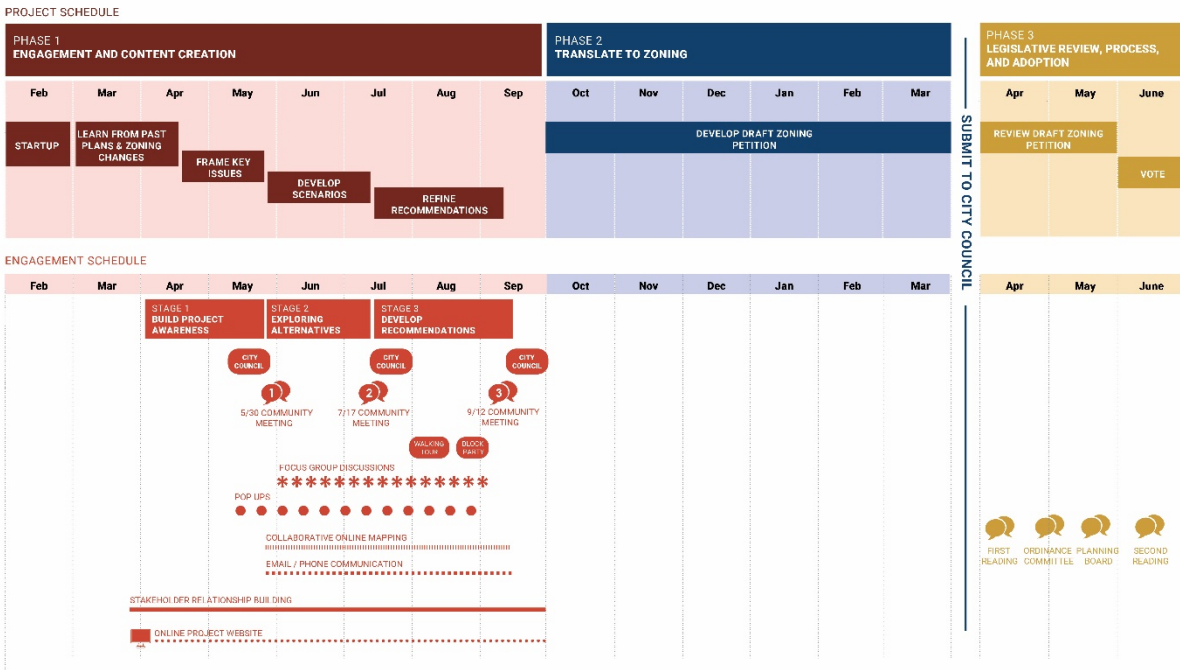 PROJECT SCHEDULE
PHASE 1
ENGAGEMENT AND CONTENT CREATION
PHASE 2
TRANSLATE TO ZONING
PHASE 3
LEGISLATIVE REVIEW, PROCESS,
AND ADOPTION
Feb Mar Apr May Jun Jul Aug Sep Oct Nov Dec Jan Feb Mar Apr May June
STARTUP
LEARN FROM PAST
PLANS & ZONING
CHANGES
FRAME KEY
ISSUES
DEVELOP
SCENARIOS
REFINE
RECOMMENDATIONS
DEVELOP DRAFT ZONING
PETITION
SUBMIT TO CITY COUNCIL
REVIEW DRAFT ZONING
PETITION
VOTE
ENGAGEMENT SCHEDULE
Feb Mar Apr May Jun Jul Aug Sep Oct Nov Dec Jan Feb Mar Apr May June
STAGE 1
BUILD PROJECT
AWARENESS
STAGE 2
EXPLORING
ALTERNATIVES
STAGE 3
DEVELOP
RECOMMENDATIONS
CITY
COUNCIL
CITY
COUNCIL
CITY
COUNCIL
1
5/30 COMMUNITY
MEETING
2
7/17 COMMUNITY
MEETING
3
9/12 COMMUNITY
MEETING
WALKING
TOUR
BLOCK
PARTY
FOCUS GROUP DISCUSSIONS
POP UPS
COLLABORATIVE ONLINE MAPPING
EMAIL / PHONE COMMUNICATION
STAKEHOLDER RELATIONSHIP BUILDING
ONLINE PROJECT WEBSITE
FIRST
READING
ORDINANCE
COMMITTEE
PLANNING
BOARD
SECOND
READING